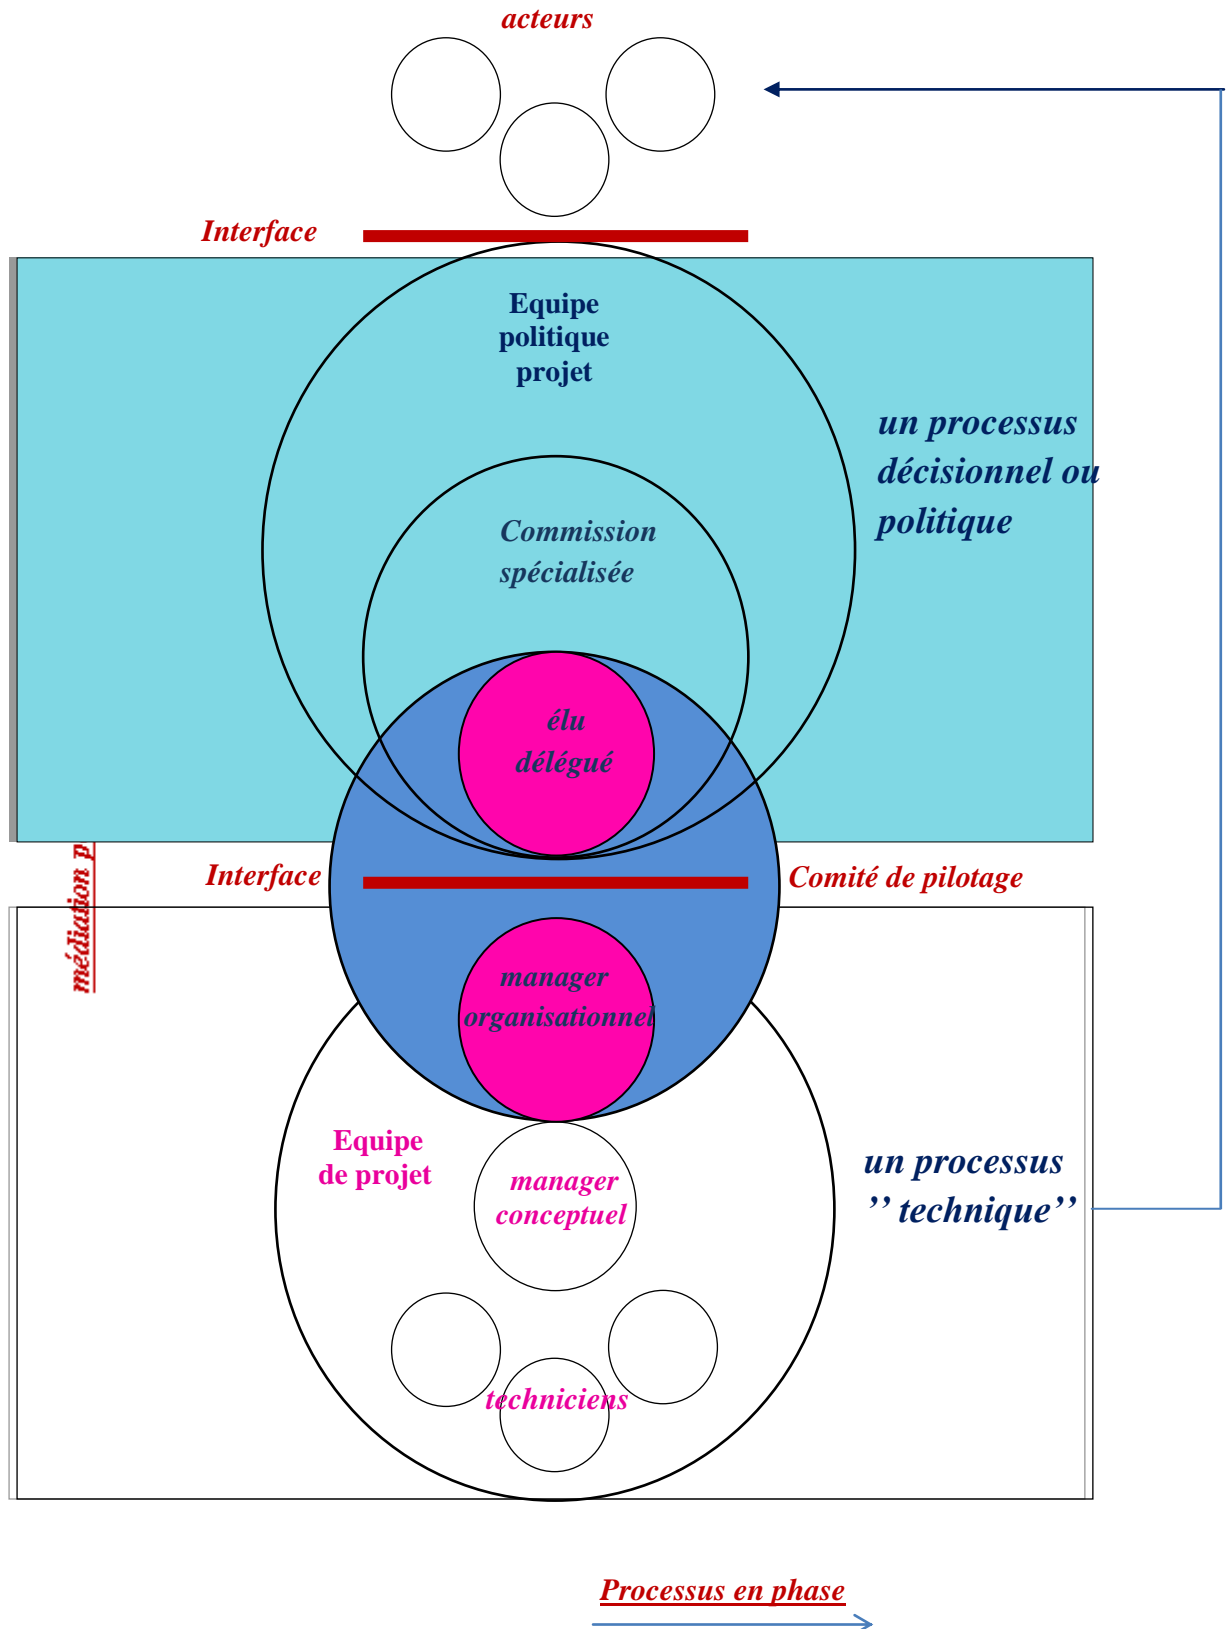 acteurs
Interface
Equipe
politique
projet
un processus
décisionnel ou
politique
Commission
spécialisée
élu
délégué
médiation p
Interface
Comité de pilotage
manager
organisationnel
Equipe
de projet
manager
conceptuel
un processus
’’ technique’’
techniciens
Processus en phase